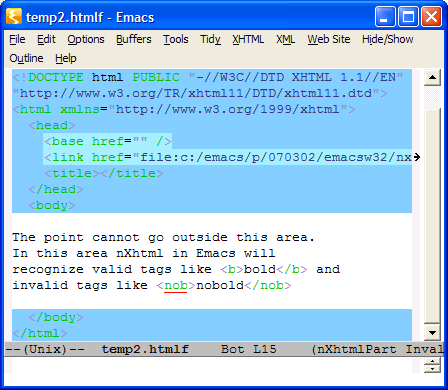 temp2.htmlf - Emacs
File Edit Options Buffers Tools Tidy XHTML XML Web Site Hide/Show
Outline Help
<!DOCTYPE html PUBLIC "-//W3C//DTD XHTML 1.1//EN"
"http://www.w3.org/TR/xhtml11/DTD/xhtml11.dtd">
<html xmlns="http://www.w3.org/1999/xhtml">
  <head>
    <base href="" />
    <link href="file:c:/emacs/p/070302/emacsw32/nx
    <title></title>
  </head>
  <body>

The point cannot go outside this area.
In this area nXhtml in Emacs will
recognize valid tags like <b>bold</b> and
invalid tags like <nob>nobold</nob>

  </body>
</html>
--(Unix)--  temp2.htmlf    Bot L15    (nXhtmlPart Inval